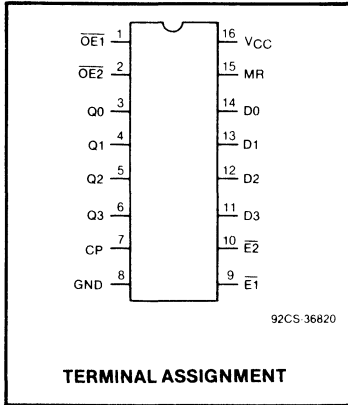 OE1 1 16 VCC
OE2 2 15 MR
Q0 3 14 D0
Q1 4 13 D1
Q2 5 12 D2
Q3 6 11 D3
CP 7 10 E2
GND 8 9 E1
92CS-36820
TERMINAL ASSIGNMENT